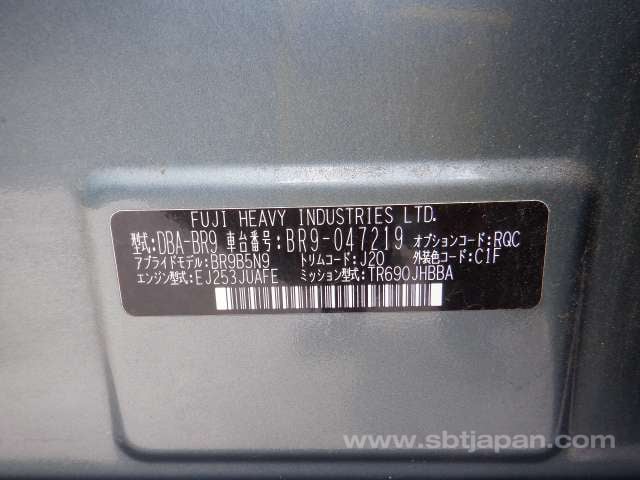 FUJI HEAVY INDUSTRIES LTD.
型式:DBA-BR9 車台番号:BR9-047219 オプションコード:RQC
アプライドモデル:BR9B5N9 トリムコード:J20 外装色コード:C1F
エンジン型式:EJ253JUAFE ミッション型式:TR690JHBBA
www.sbtjapan.com